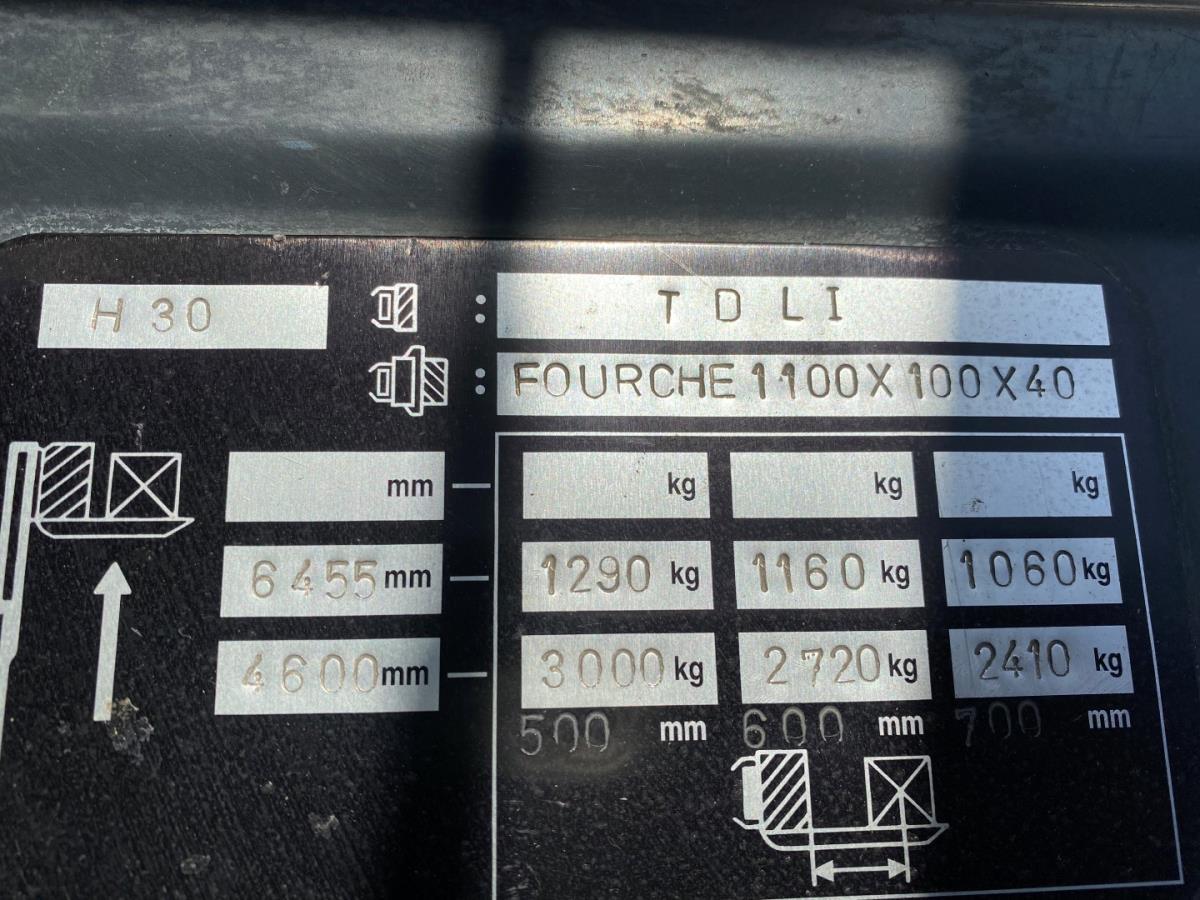 H 30 : T D L I
: FOURCHE 1100 X 100 X 40
mm kg kg kg
6455 mm 1290 kg 1160 kg 1060 kg
4600 mm 3000 kg 2720 kg 2410 kg
500 mm 600 mm 700 mm